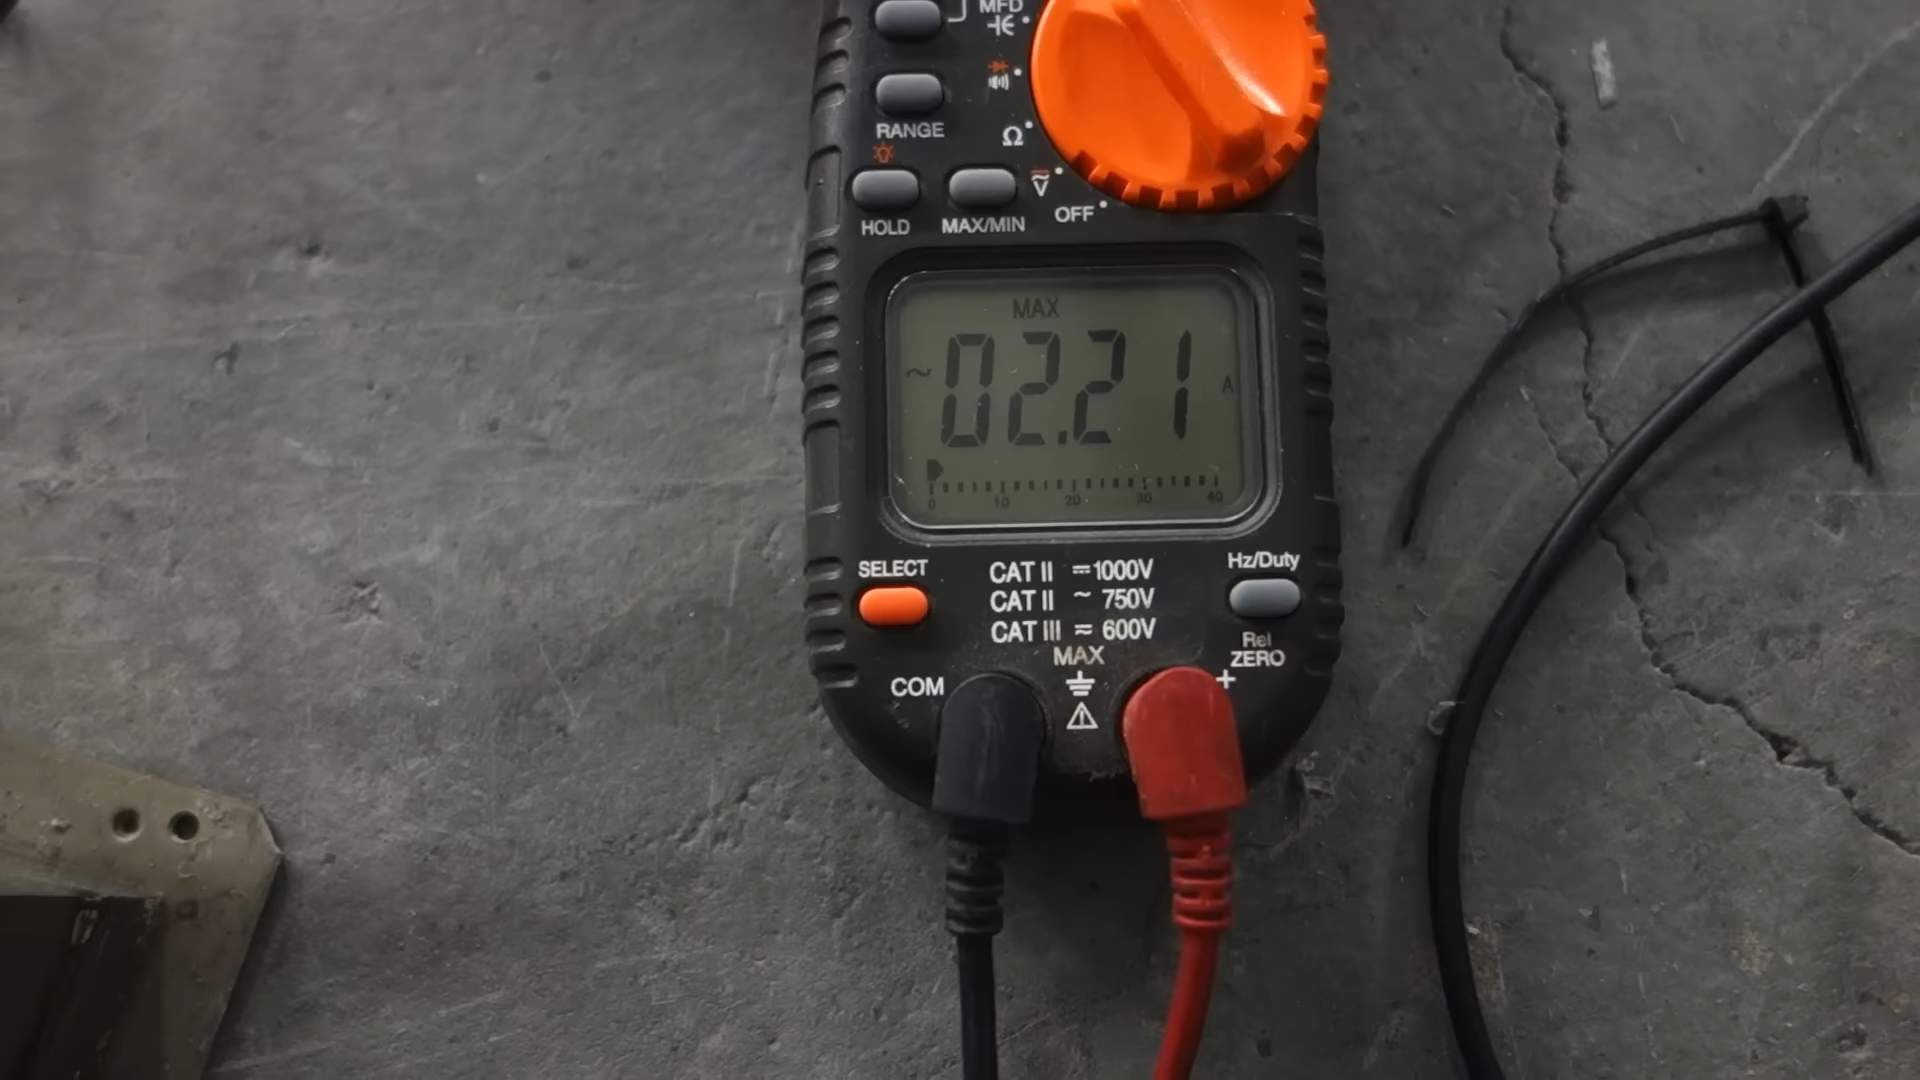 MFD
RANGE
Ω
V
OFF
HOLD
MAX/MIN
MAX
~ 02.21 A
0 10 20 30 40
SELECT
Hz/Duty
CAT II ⎓1000V
CAT II ~ 750V
CAT III ≂ 600V
MAX
Rel
ZERO
COM
+